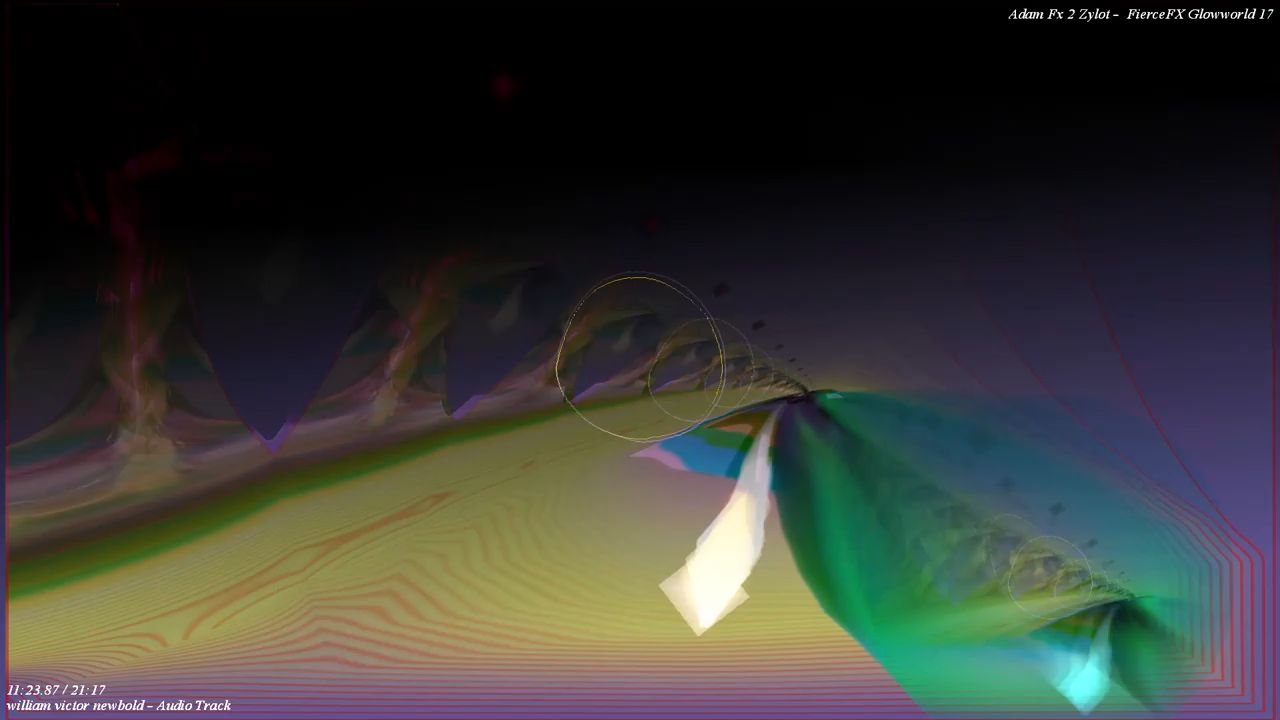 Adam Fx 2 Zylot -  FierceFX Glowworld 17
11:23.87 / 21:17
william victor newbold - Audio Track